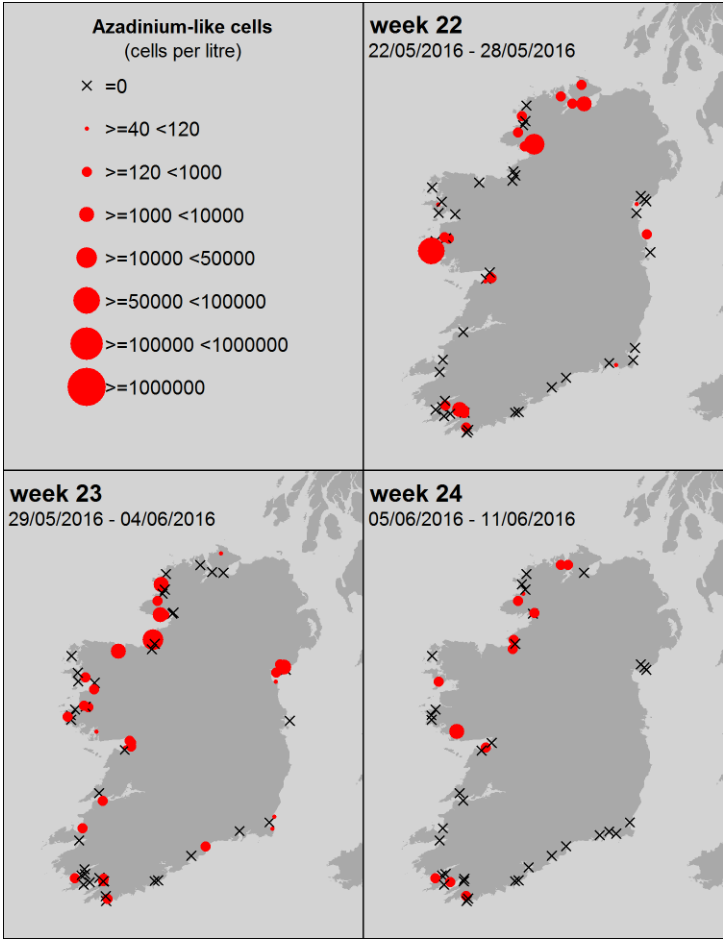 Azadinium-like cells
(cells per litre)
=0
>=40 <120
>=120 <1000
>=1000 <10000
>=10000 <50000
>=50000 <100000
>=100000 <1000000
>=1000000
week 22
22/05/2016 - 28/05/2016
week 23
29/05/2016 - 04/06/2016
week 24
05/06/2016 - 11/06/2016